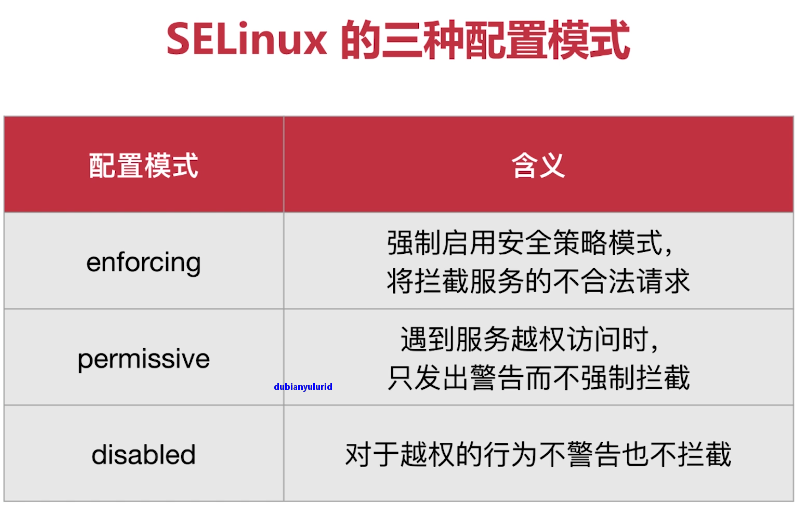 SELinux 的三种配置模式
配置模式
含义
enforcing
强制启用安全策略模式，
将拦截服务的不合法请求
permissive
遇到服务越权访问时，
只发出警告而不强制拦截
dubianyulurid
disabled
对于越权的行为不警告也不拦截